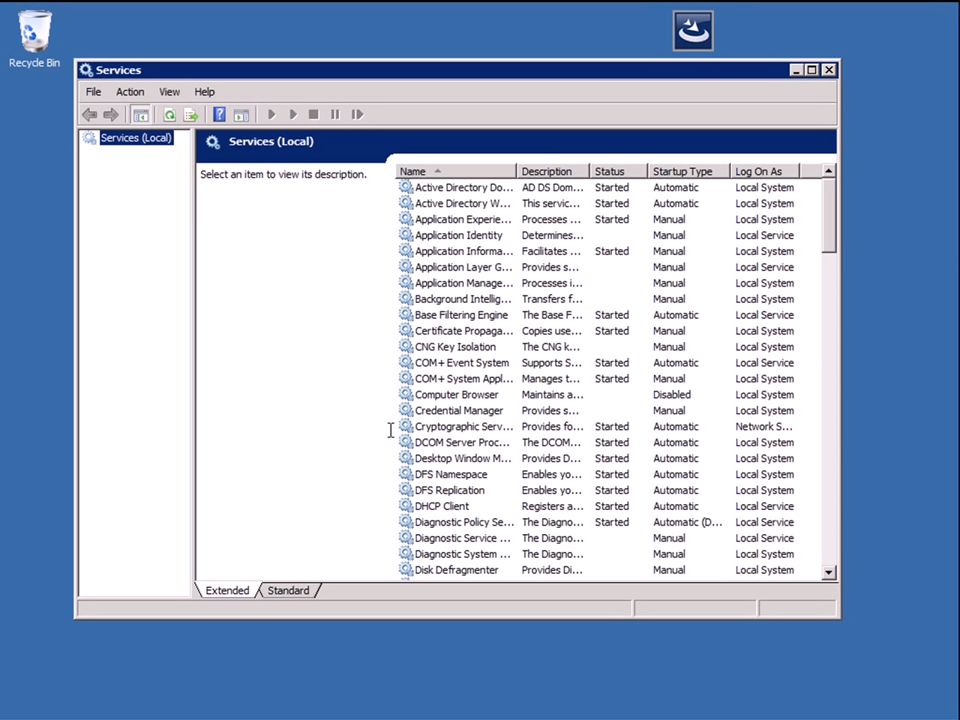 Recycle Bin
Services
File Action View Help
Services (Local)
Services (Local)
Select an item to view its description.
Name Description Status Startup Type Log On As
Active Directory Do... AD DS Dom... Started Automatic Local System
Active Directory W... This servic... Started Automatic Local System
Application Experie... Processes ... Started Manual Local System
Application Identity Determines... Manual Local Service
Application Informa... Facilitates ... Started Manual Local System
Application Layer G... Provides s... Manual Local Service
Application Manage... Processes i... Manual Local System
Background Intellig... Transfers f... Manual Local System
Base Filtering Engine The Base F... Started Automatic Local Service
Certificate Propaga... Copies use... Started Manual Local System
CNG Key Isolation The CNG k... Manual Local System
COM+ Event System Supports S... Started Automatic Local Service
COM+ System Appl... Manages t... Started Manual Local System
Computer Browser Maintains a... Disabled Local System
Credential Manager Provides s... Manual Local System
Cryptographic Serv... Provides fo... Started Automatic Network S...
DCOM Server Proc... The DCOM... Started Automatic Local System
Desktop Window M... Provides D... Started Automatic Local System
DFS Namespace Enables yo... Started Automatic Local System
DFS Replication Enables yo... Started Automatic Local System
DHCP Client Registers a... Started Automatic Local Service
Diagnostic Policy Se... The Diagno... Started Automatic (D... Local Service
Diagnostic Service ... The Diagno... Manual Local Service
Diagnostic System ... The Diagno... Manual Local System
Disk Defragmenter Provides Di... Manual Local System
Extended Standard